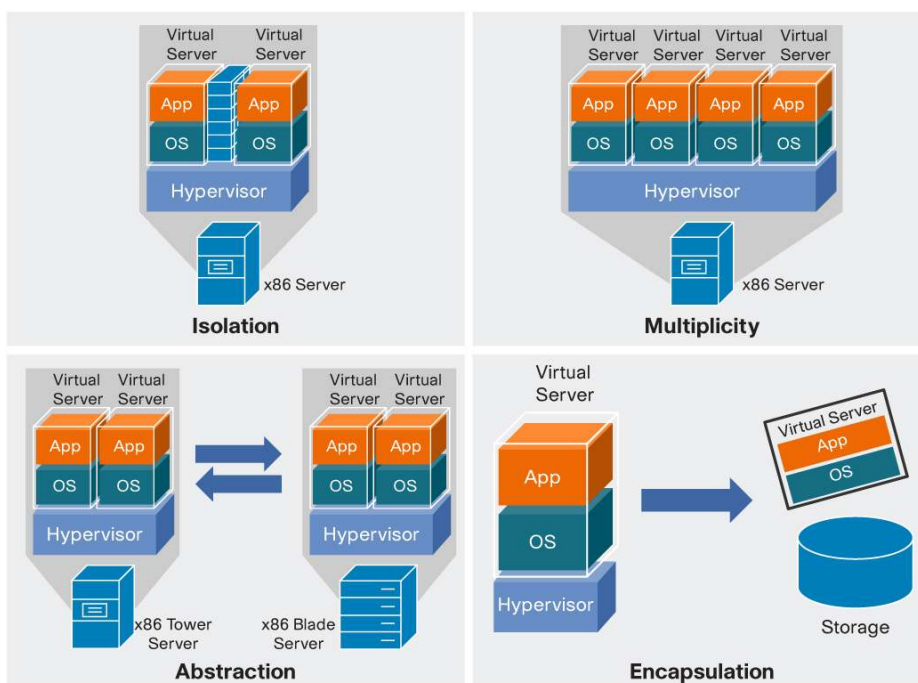 Virtual Server
Virtual Server
App
App
OS
OS
Hypervisor
x86 Server
Isolation
Virtual Server
Virtual Server
Virtual Server
Virtual Server
App
App
App
App
OS
OS
OS
OS
Hypervisor
x86 Server
Multiplicity
Virtual Server
Virtual Server
App
App
OS
OS
Hypervisor
x86 Tower Server
Virtual Server
Virtual Server
App
App
OS
OS
Hypervisor
x86 Blade Server
Abstraction
Virtual Server
App
OS
Hypervisor
Virtual Server
App
OS
Storage
Encapsulation